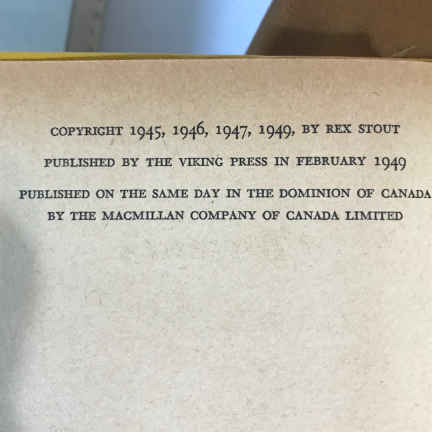 COPYRIGHT 1945, 1946, 1947, 1949, BY REX STOUT
PUBLISHED BY THE VIKING PRESS IN FEBRUARY 1949
PUBLISHED ON THE SAME DAY IN THE DOMINION OF CANADA
BY THE MACMILLAN COMPANY OF CANADA LIMITED